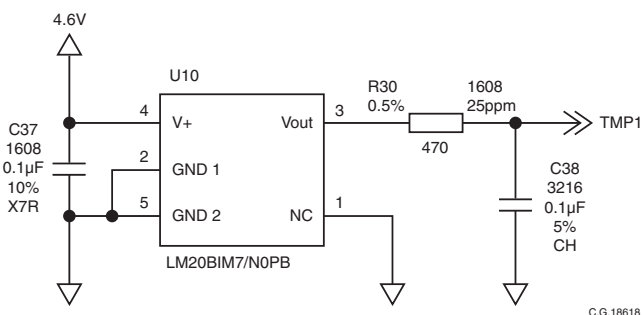 4.6V
U10
R30
0.5%
1608
25ppm
4
V+
Vout
3
TMP1
C37
1608
0.1μF
10%
X7R
470
2
GND 1
C38
3216
0.1μF
5%
CH
5
GND 2
NC
1
LM20BIM7/N0PB
C.G.18618